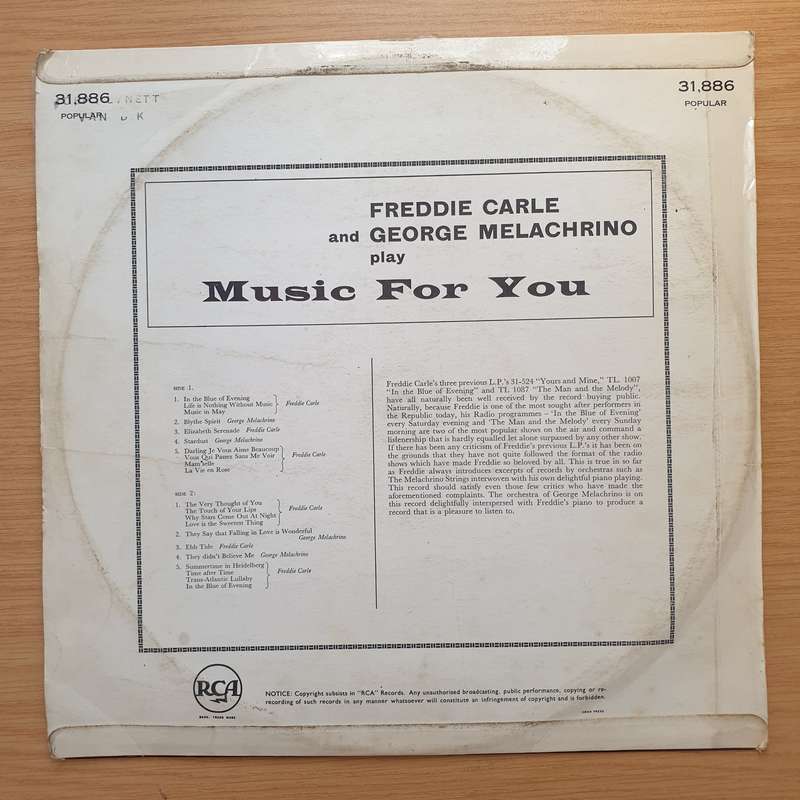 31,886
POPULAR
31,886
POPULAR
FREDDIE CARLE
and GEORGE MELACHRINO
play
Music For You
SIDE 1.
1. In the Blue of Evening
Life is Nothing Without Music
Music in May
Freddie Carle
2. Blythe Spirit George Melachrino
3. Elizabeth Serenade Freddie Carle
4. Stardust George Melachrino
5. Darling Je Vous Aime Beaucoup
Vous Qui Passez Sans Me Voir
Mam'selle
La Vie en Rose
Freddie Carle
SIDE 2:
1. The Very Thought of You
The Touch of Your Lips
Why Stars Come Out At Night
Love is the Sweetest Thing
Freddie Carle
2. They Say that Falling in Love is Wonderful
George Melachrino
3. Ebb Tide Freddie Carle
4. They didn't Believe Me George Melachrino
5. Summertime in Heidelberg
Time after Time
Trans-Atlantic Lullaby
In the Blue of Evening
Freddie Carle
Freddie Carle's three previous L.P.'s 31-524 "Yours and Mine," TL 1067
"In the Blue of Evening" and TL 1087 "The Man and the Melody",
have all naturally been well received by the record buying public.
Naturally, because Freddie is one of the most sought after performers in
the Republic today, his Radio programmes – 'In the Blue of Evening'
every Saturday evening and 'The Man and the Melody' every Sunday
morning are two of the most popular shows on the air and command a
listenership that is hardly equalled let alone surpassed by any other show.
If there has been any criticism of Freddie's previous L.P.'s it has been on
the grounds that they have not quite followed the format of the radio
shows which have made Freddie so beloved by all. This is true in so far
as Freddie always introduces excerpts of records by orchestras such as
The Melachrino Strings interwoven with his own delightful piano playing.
This record should satisfy even those few critics who have made the
aforementioned complaints. The orchestra of George Melachrino is on
this record delightfully interspersed with Freddie's piano to produce a
record that is a pleasure to listen to.
RCA
NOTICE: Copyright subsists in "RCA" Records. Any unauthorised broadcasting, public performance, copying or re-
recording of such records in any manner whatsoever will constitute an infringement of copyright and is forbidden.